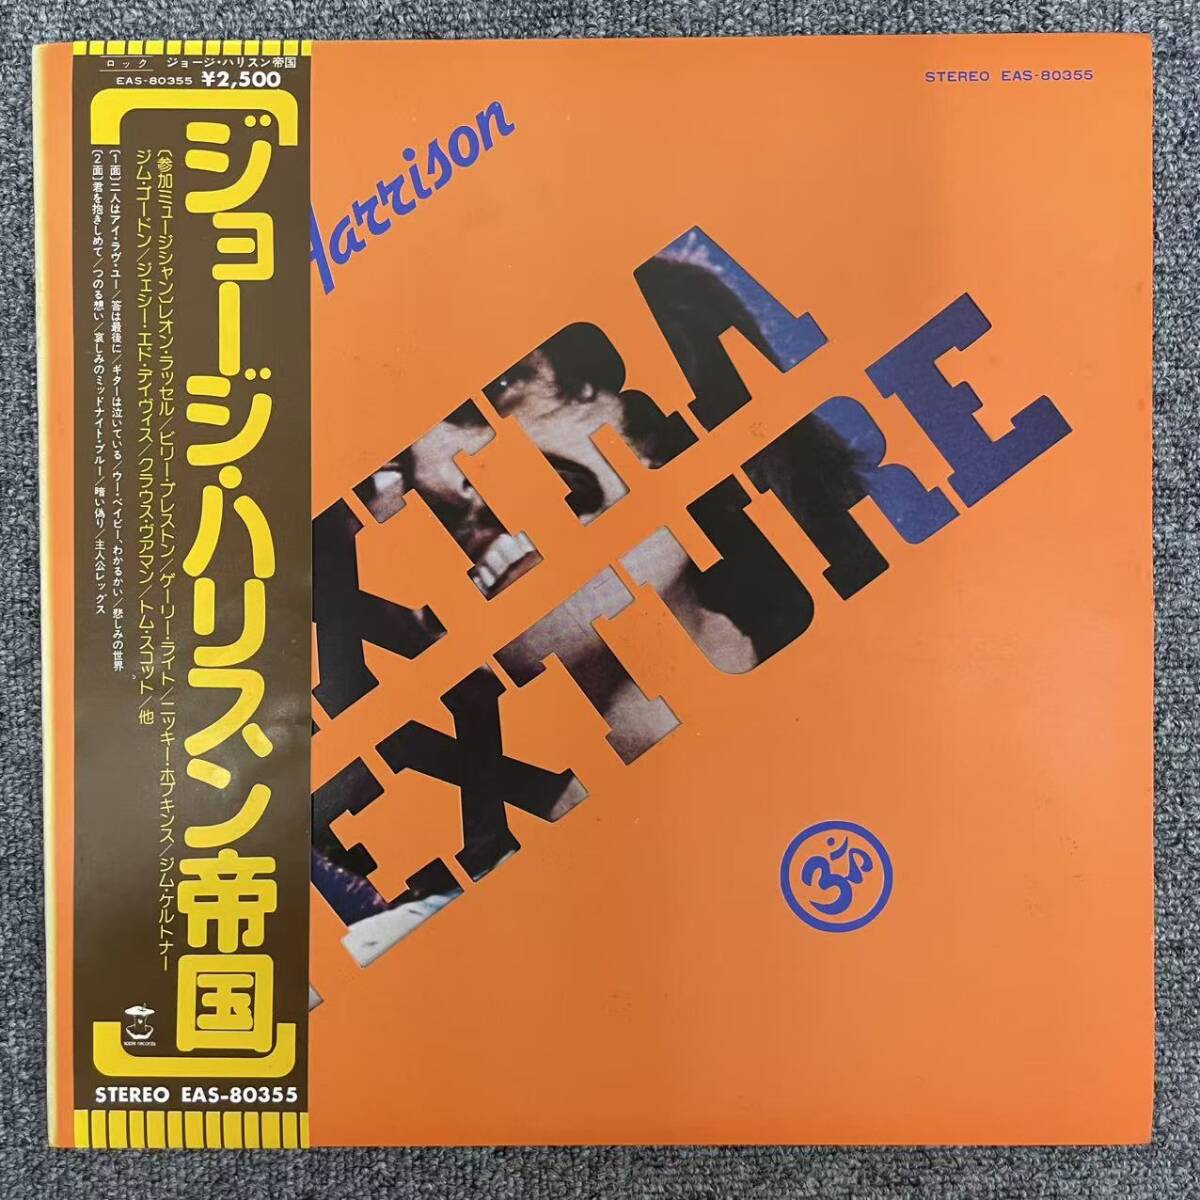 ロック ジョージ・ハリスン帝国
EAS-80355 ¥2,500
ジョージ・ハリスン帝国
〔参加ミュージシャン〕レオン・ラッセル/ビリー・プレストン/ゲーリー・ライト/ニッキー・ホプキンス/ジム・ケルトナー
ジム・ゴードン/ジェシー・エド・デイヴィス/クラウス・ヴアマン/トム・スコット/他
〔1面〕二人はアイ・ラヴ・ユー/答は最後に/ギターは泣いている/ウー・ベイビー、わかるかい/悲しみの世界
〔2面〕君を抱きしめて/つのる想い/哀しみのミッドナイト・ブルー/暗い偽り/主人公レッグス
apple records
STEREO EAS-80355
STEREO EAS-80355
Harrison
XTRA
TEXTURE
ॐ